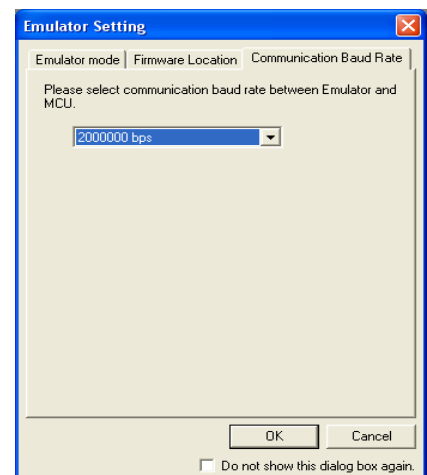 Emulator Setting
Emulator mode Firmware Location Communication Baud Rate
Please select communication baud rate between Emulator and
MCU.
2000000 bps
OK Cancel
Do not show this dialog box again.